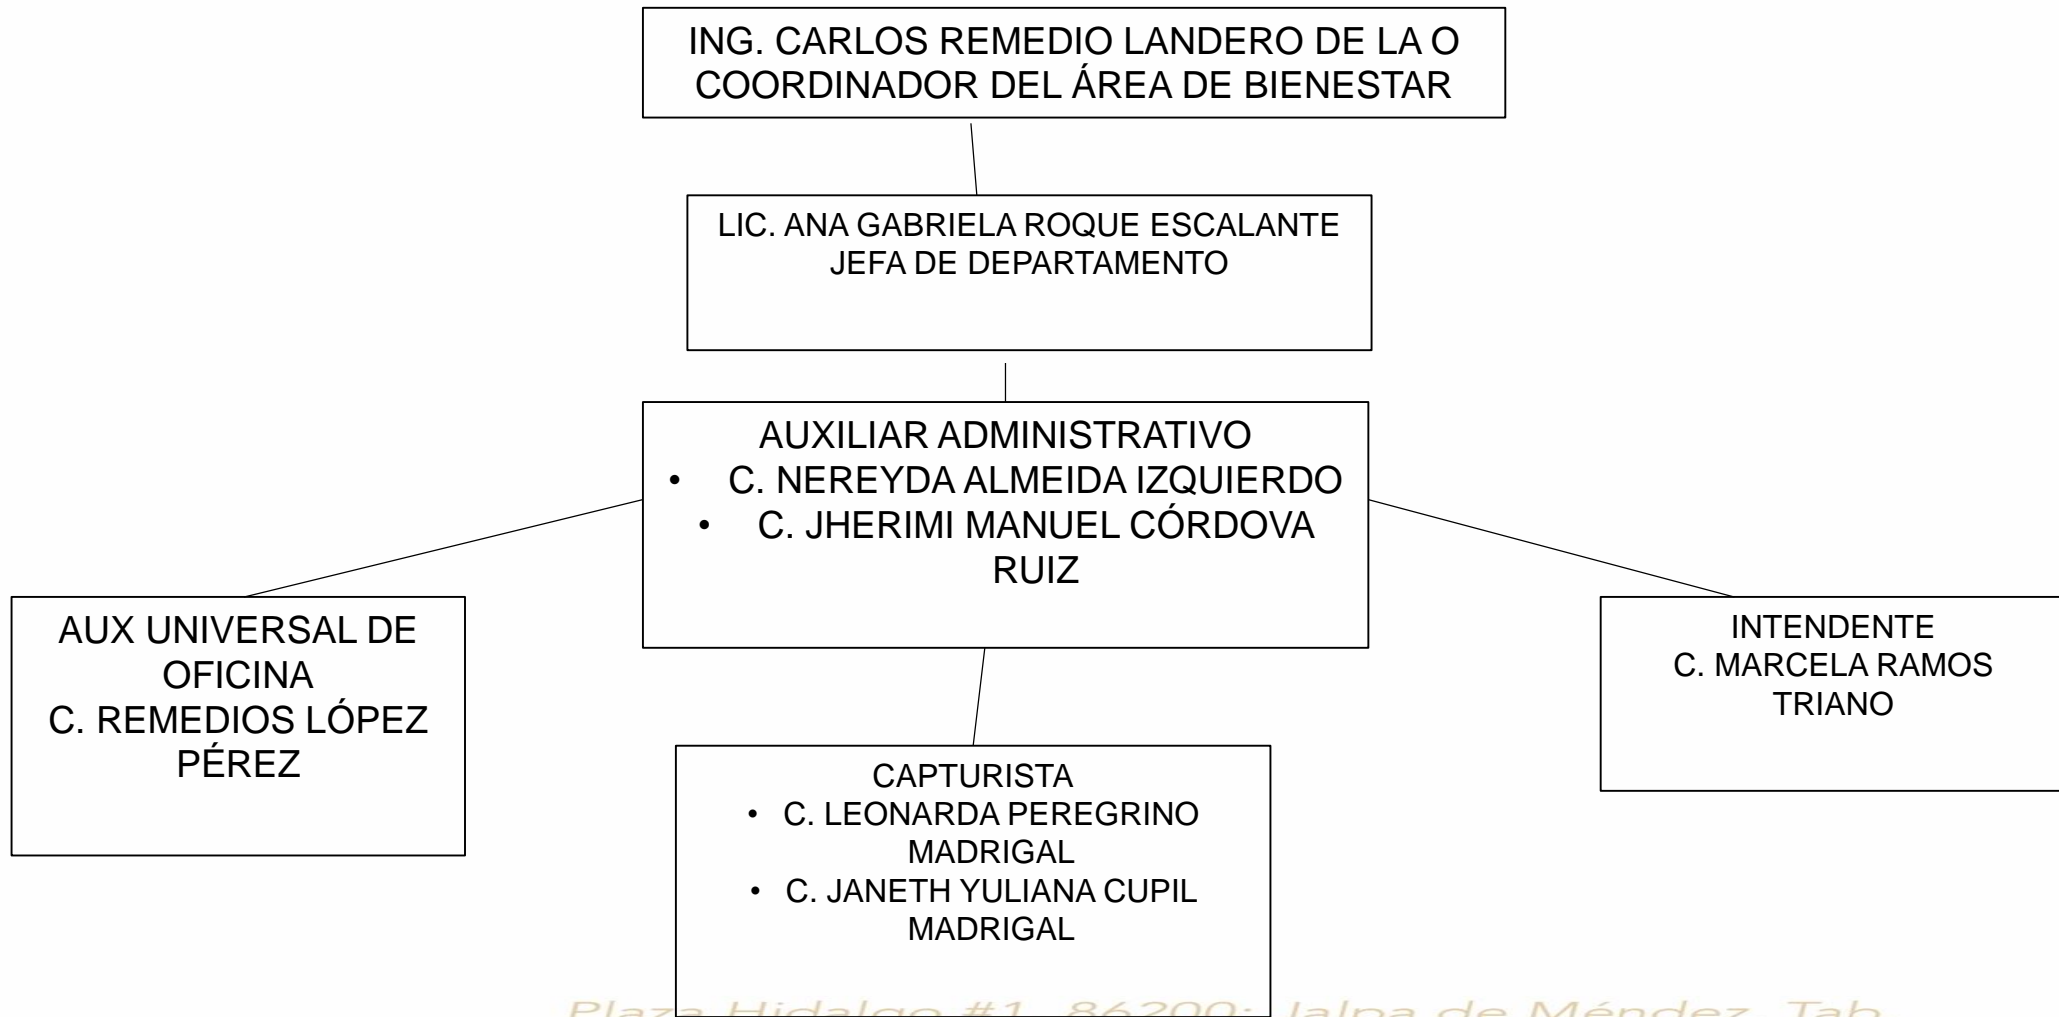 ING. CARLOS REMEDIO LANDERO DE LA O
COORDINADOR DEL ÁREA DE BIENESTAR
LIC. ANA GABRIELA ROQUE ESCALANTE
JEFA DE DEPARTAMENTO
AUXILIAR ADMINISTRATIVO
• C. NEREYDA ALMEIDA IZQUIERDO
• C. JHERIMI MANUEL CÓRDOVA
RUIZ
AUX UNIVERSAL DE
OFICINA
C. REMEDIOS LÓPEZ
PÉREZ
CAPTURISTA
• C. LEONARDA PEREGRINO
MADRIGAL
• C. JANETH YULIANA CUPIL
MADRIGAL
INTENDENTE
C. MARCELA RAMOS
TRIANO
Plaza Hidalgo #1, 86200; Jalpa de Méndez, Tab